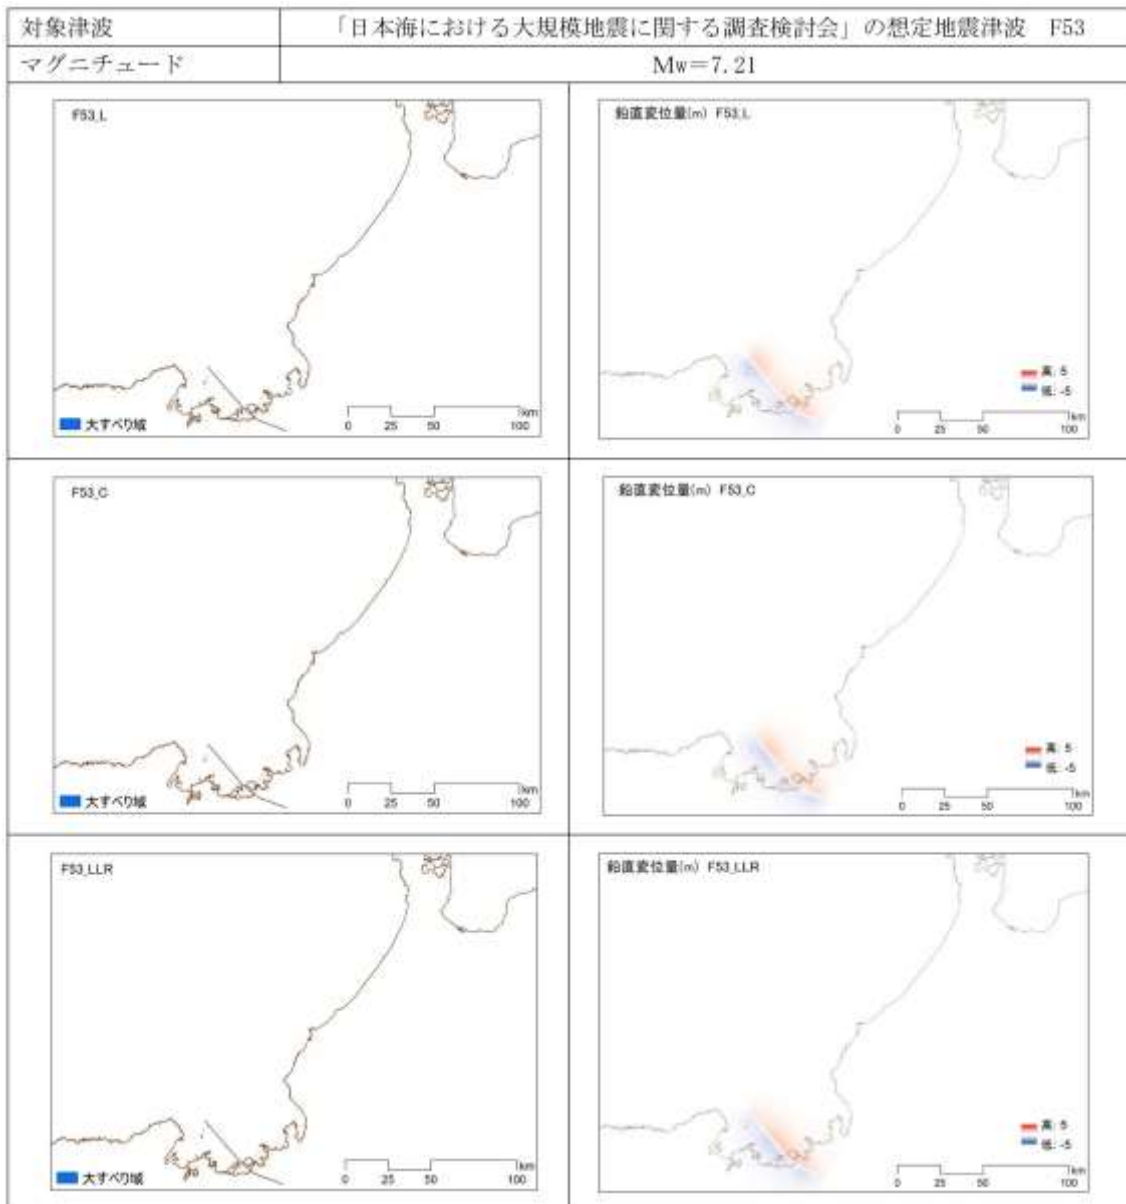 対象津波
「日本海における大規模地震に関する調査検討会」の想定地震津波 F53
マグニチュード
Mw=7.21
F53_L
大すべり域
km
0 25 50 100
鉛直変位量(m) F53_L
高: 5
低: -5
km
0 25 50 100
F53_C
大すべり域
km
0 25 50 100
鉛直変位量(m) F53_C
高: 5
低: -5
km
0 25 50 100
F53_LLR
大すべり域
km
0 25 50 100
鉛直変位量(m) F53_LLR
高: 5
低: -5
km
0 25 50 100